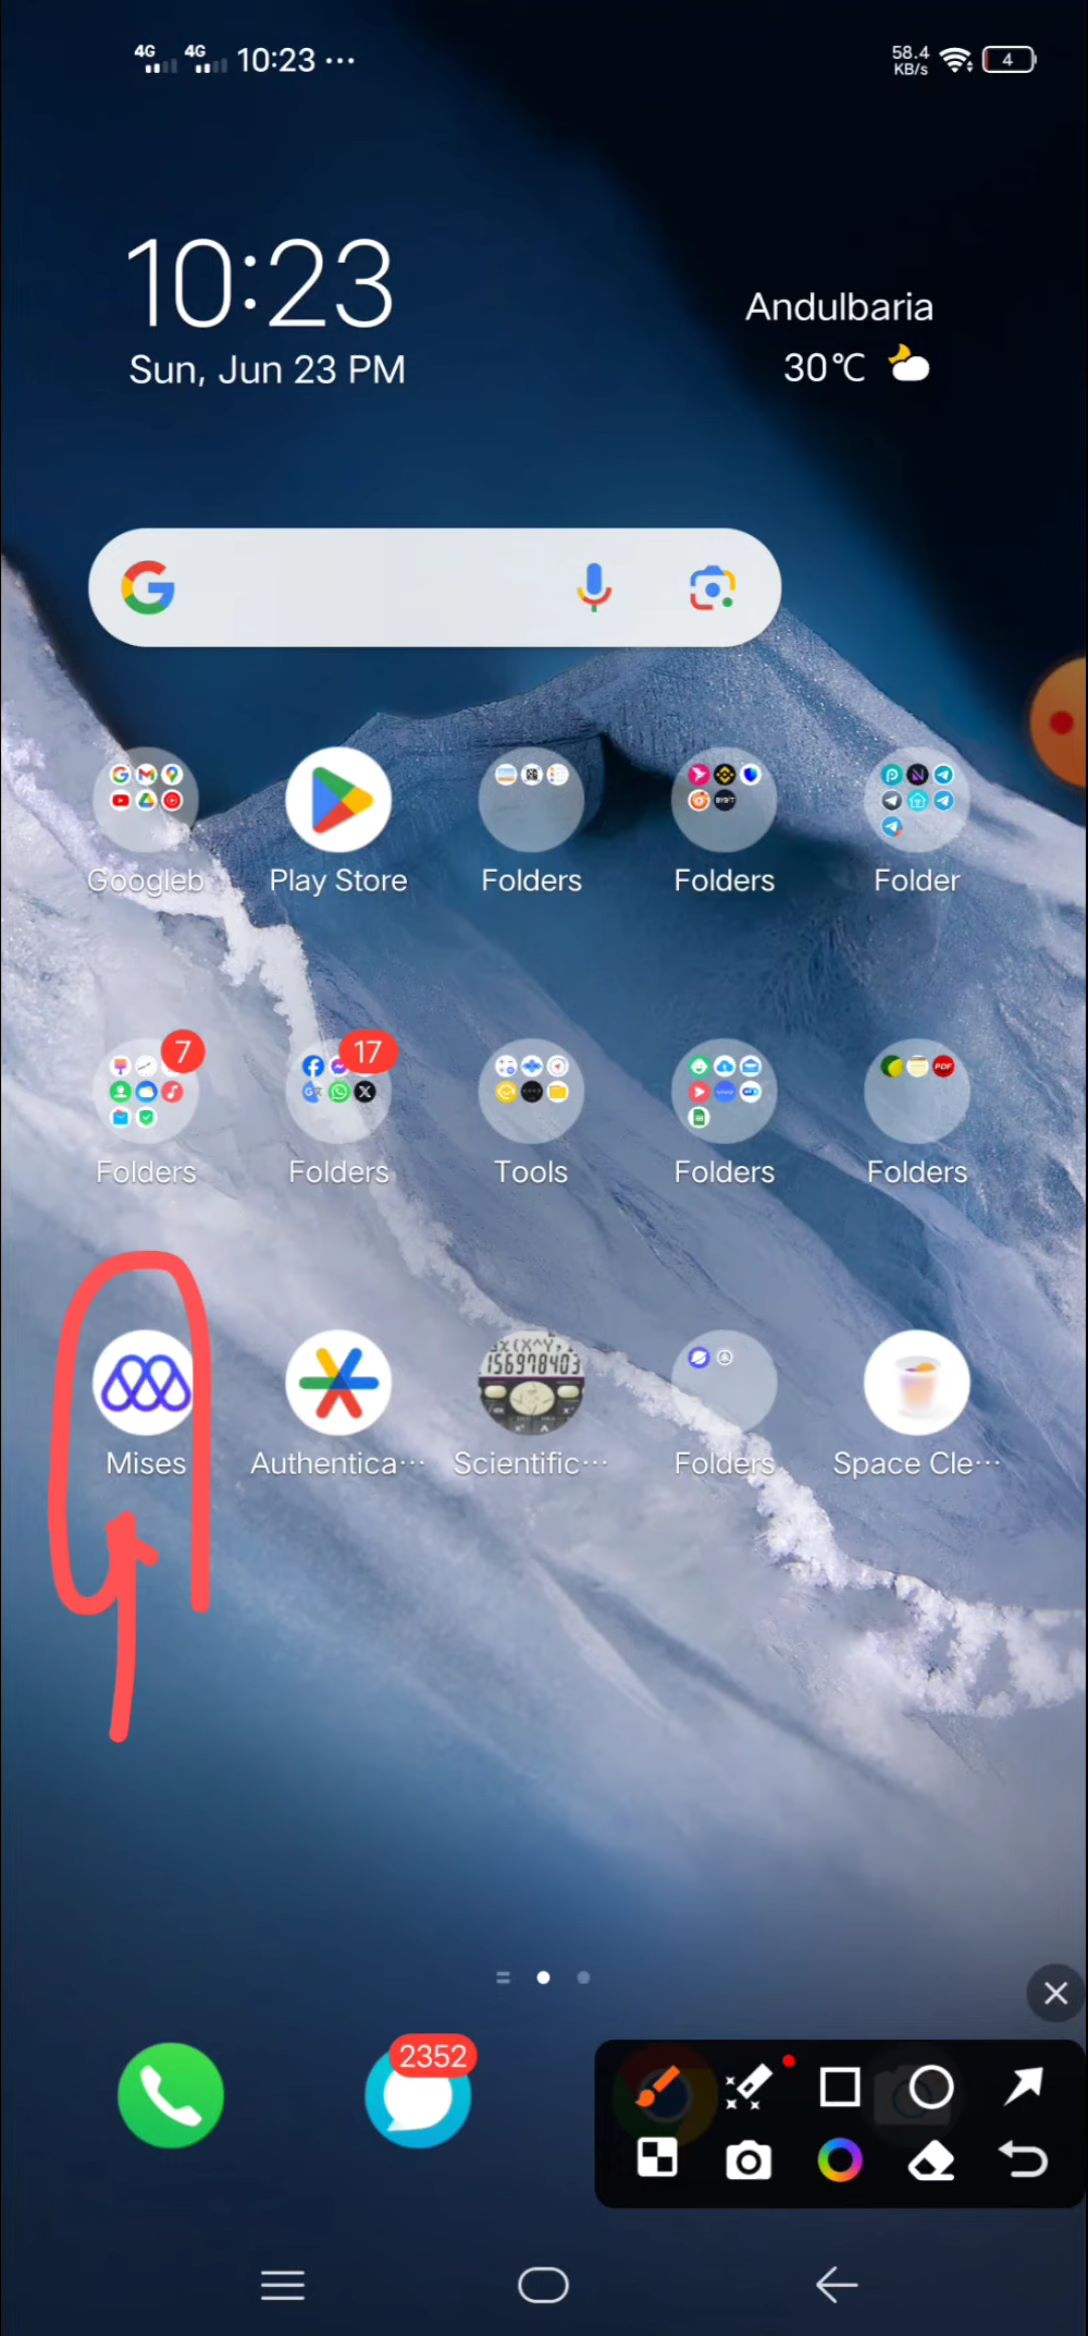 4G 4G 10:23 ...
58.4 KB/s 4
10:23
Sun, Jun 23 PM
Andulbaria
30°C
Googleb
Play Store
Folders
Folders
Folder
7
17
Folders
Folders
Tools
Folders
Folders
Mises
Authentica...
Scientific...
Folders
Space Cle...
2352